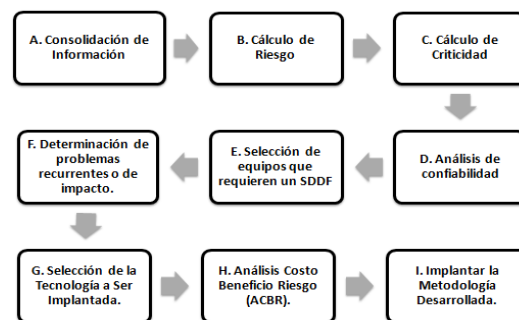 A. Consolidación de
Información
B. Cálculo de
Riesgo
C. Cálculo de
Criticidad
D. Análisis de
confiabilidad
E. Selección de
equipos que
requieren un SDDF
F. Determinación de
problemas
recurrentes o de
impacto.
G. Selección de la
Tecnología a Ser
Implantada.
H. Análisis Costo
Beneficio Riesgo
(ACBR).
I. Implantar la
Metodología
Desarrollada.